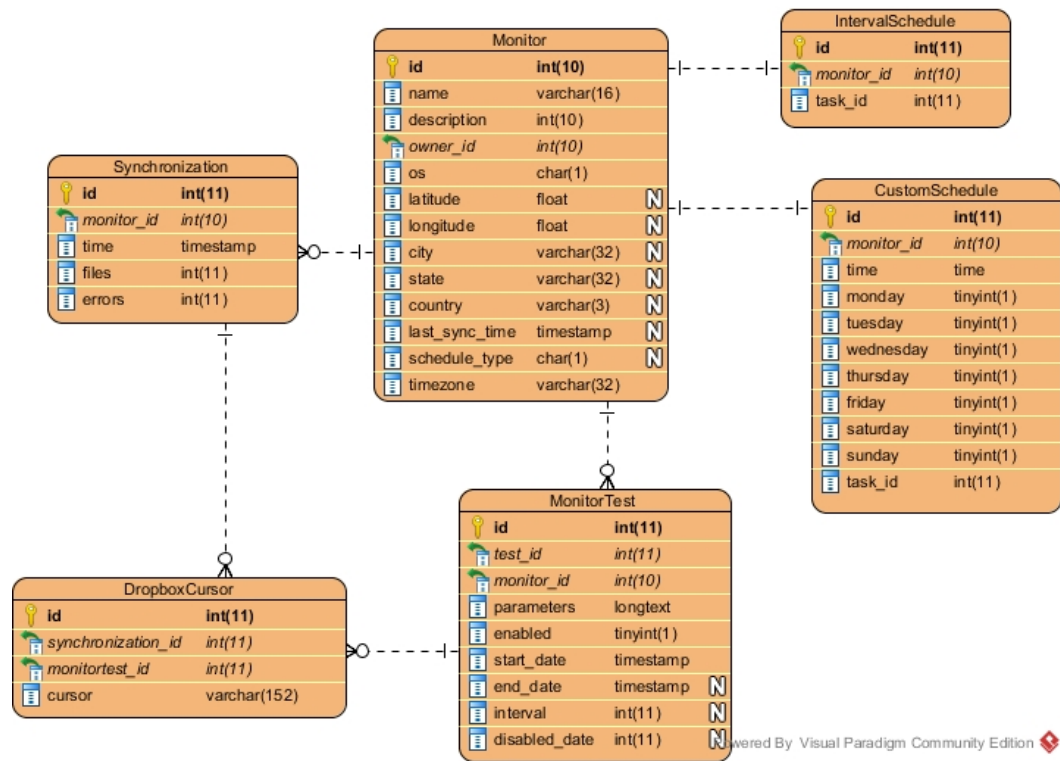 Monitor
id int(10)
name varchar(16)
description int(10)
owner_id int(10)
os char(1)
latitude float N
longitude float N
city varchar(32) N
state varchar(32) N
country varchar(3) N
last_sync_time timestamp N
schedule_type char(1) N
timezone varchar(32)
IntervalSchedule
id int(11)
monitor_id int(10)
task_id int(11)
Synchronization
id int(11)
monitor_id int(10)
time timestamp
files int(11)
errors int(11)
CustomSchedule
id int(11)
monitor_id int(10)
time time
monday tinyint(1)
tuesday tinyint(1)
wednesday tinyint(1)
thursday tinyint(1)
friday tinyint(1)
saturday tinyint(1)
sunday tinyint(1)
task_id int(11)
DropboxCursor
id int(11)
synchronization_id int(11)
monitortest_id int(11)
cursor varchar(152)
MonitorTest
id int(11)
test_id int(11)
monitor_id int(10)
parameters longtext
enabled tinyint(1)
start_date timestamp
end_date timestamp N
interval int(11) N
disabled_date int(11) N
wered By Visual Paradigm Community Edition